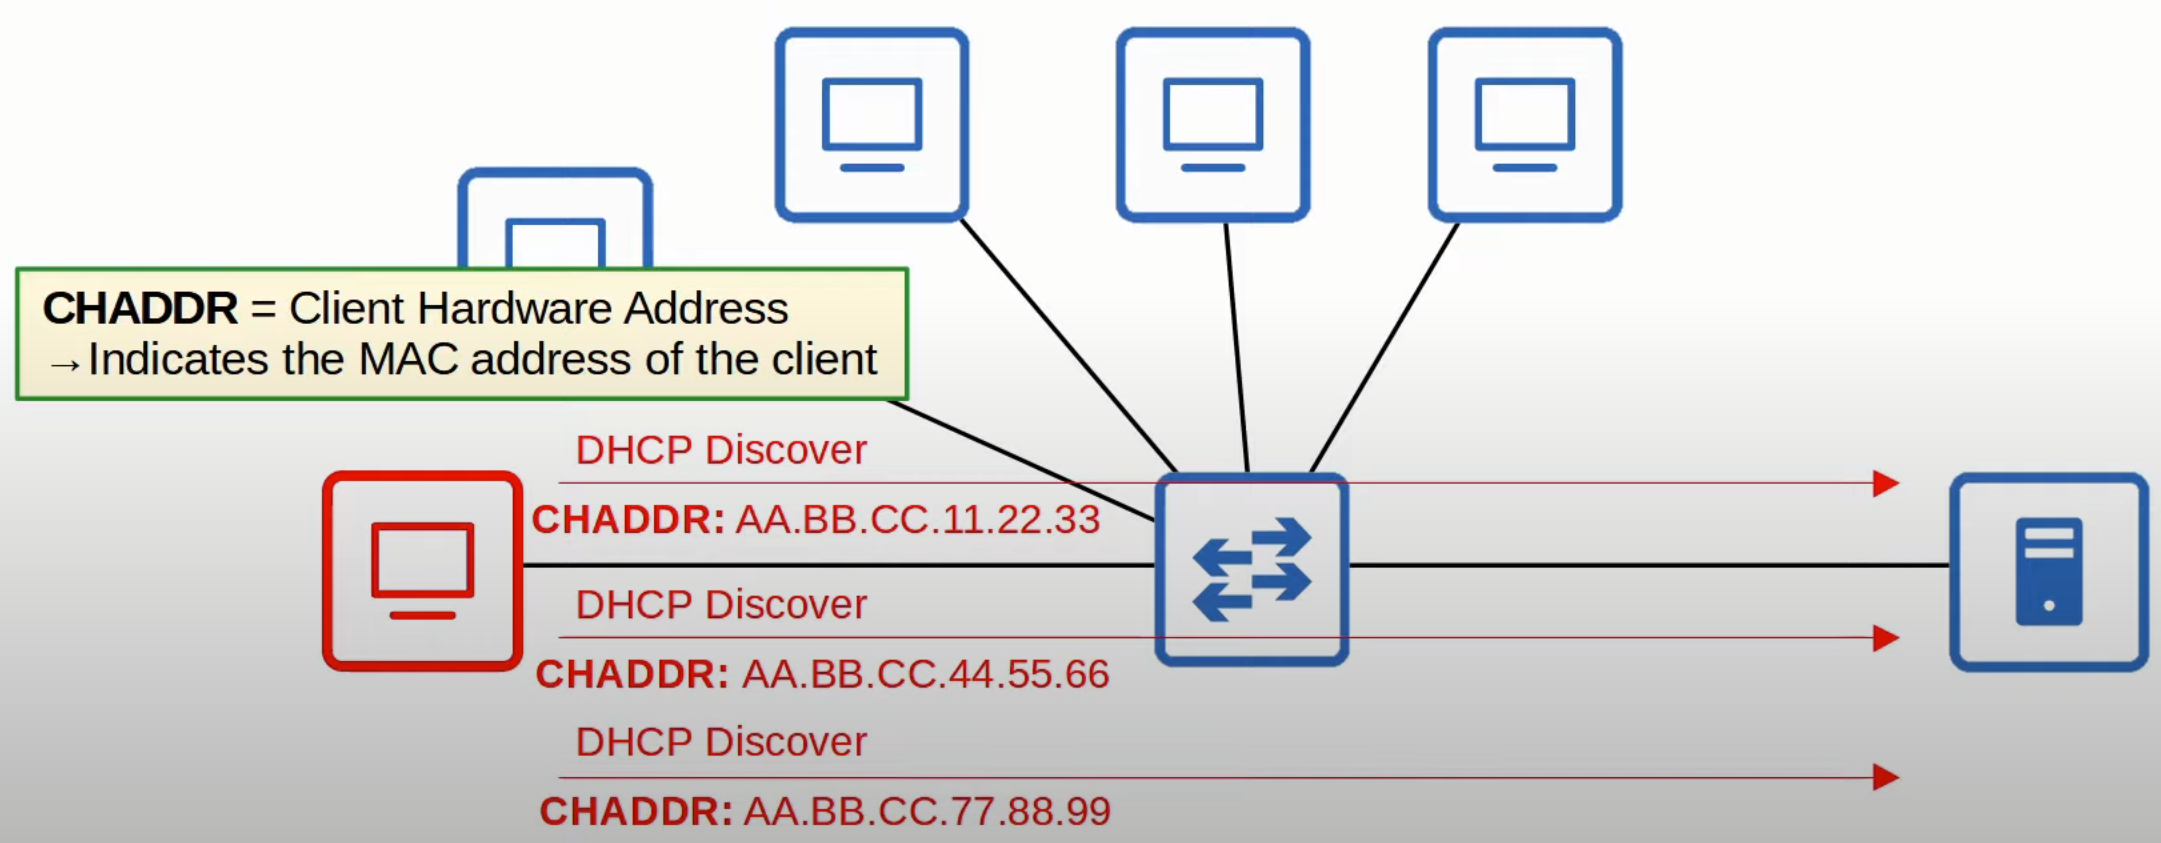 CHADDR = Client Hardware Address
→Indicates the MAC address of the client
DHCP Discover
CHADDR: AA.BB.CC.11.22.33
DHCP Discover
CHADDR: AA.BB.CC.44.55.66
DHCP Discover
CHADDR: AA.BB.CC.77.88.99